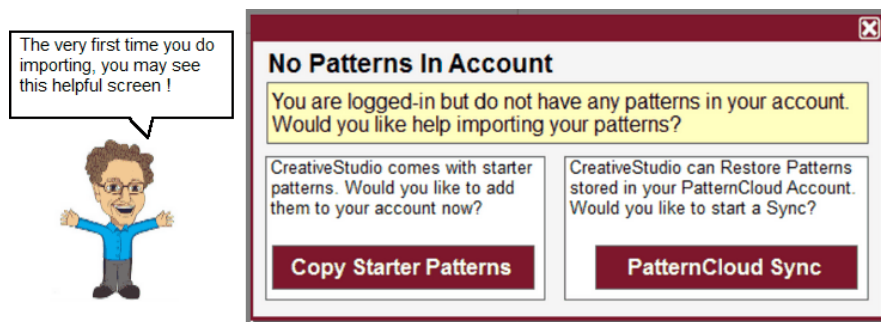 The very first time you do
importing, you may see
this helpful screen !
No Patterns In Account
You are logged-in but do not have any patterns in your account.
Would you like help importing your patterns?
CreativeStudio comes with starter
patterns. Would you like to add
them to your account now?
Copy Starter Patterns
CreativeStudio can Restore Patterns
stored in your PatternCloud Account.
Would you like to start a Sync?
PatternCloud Sync